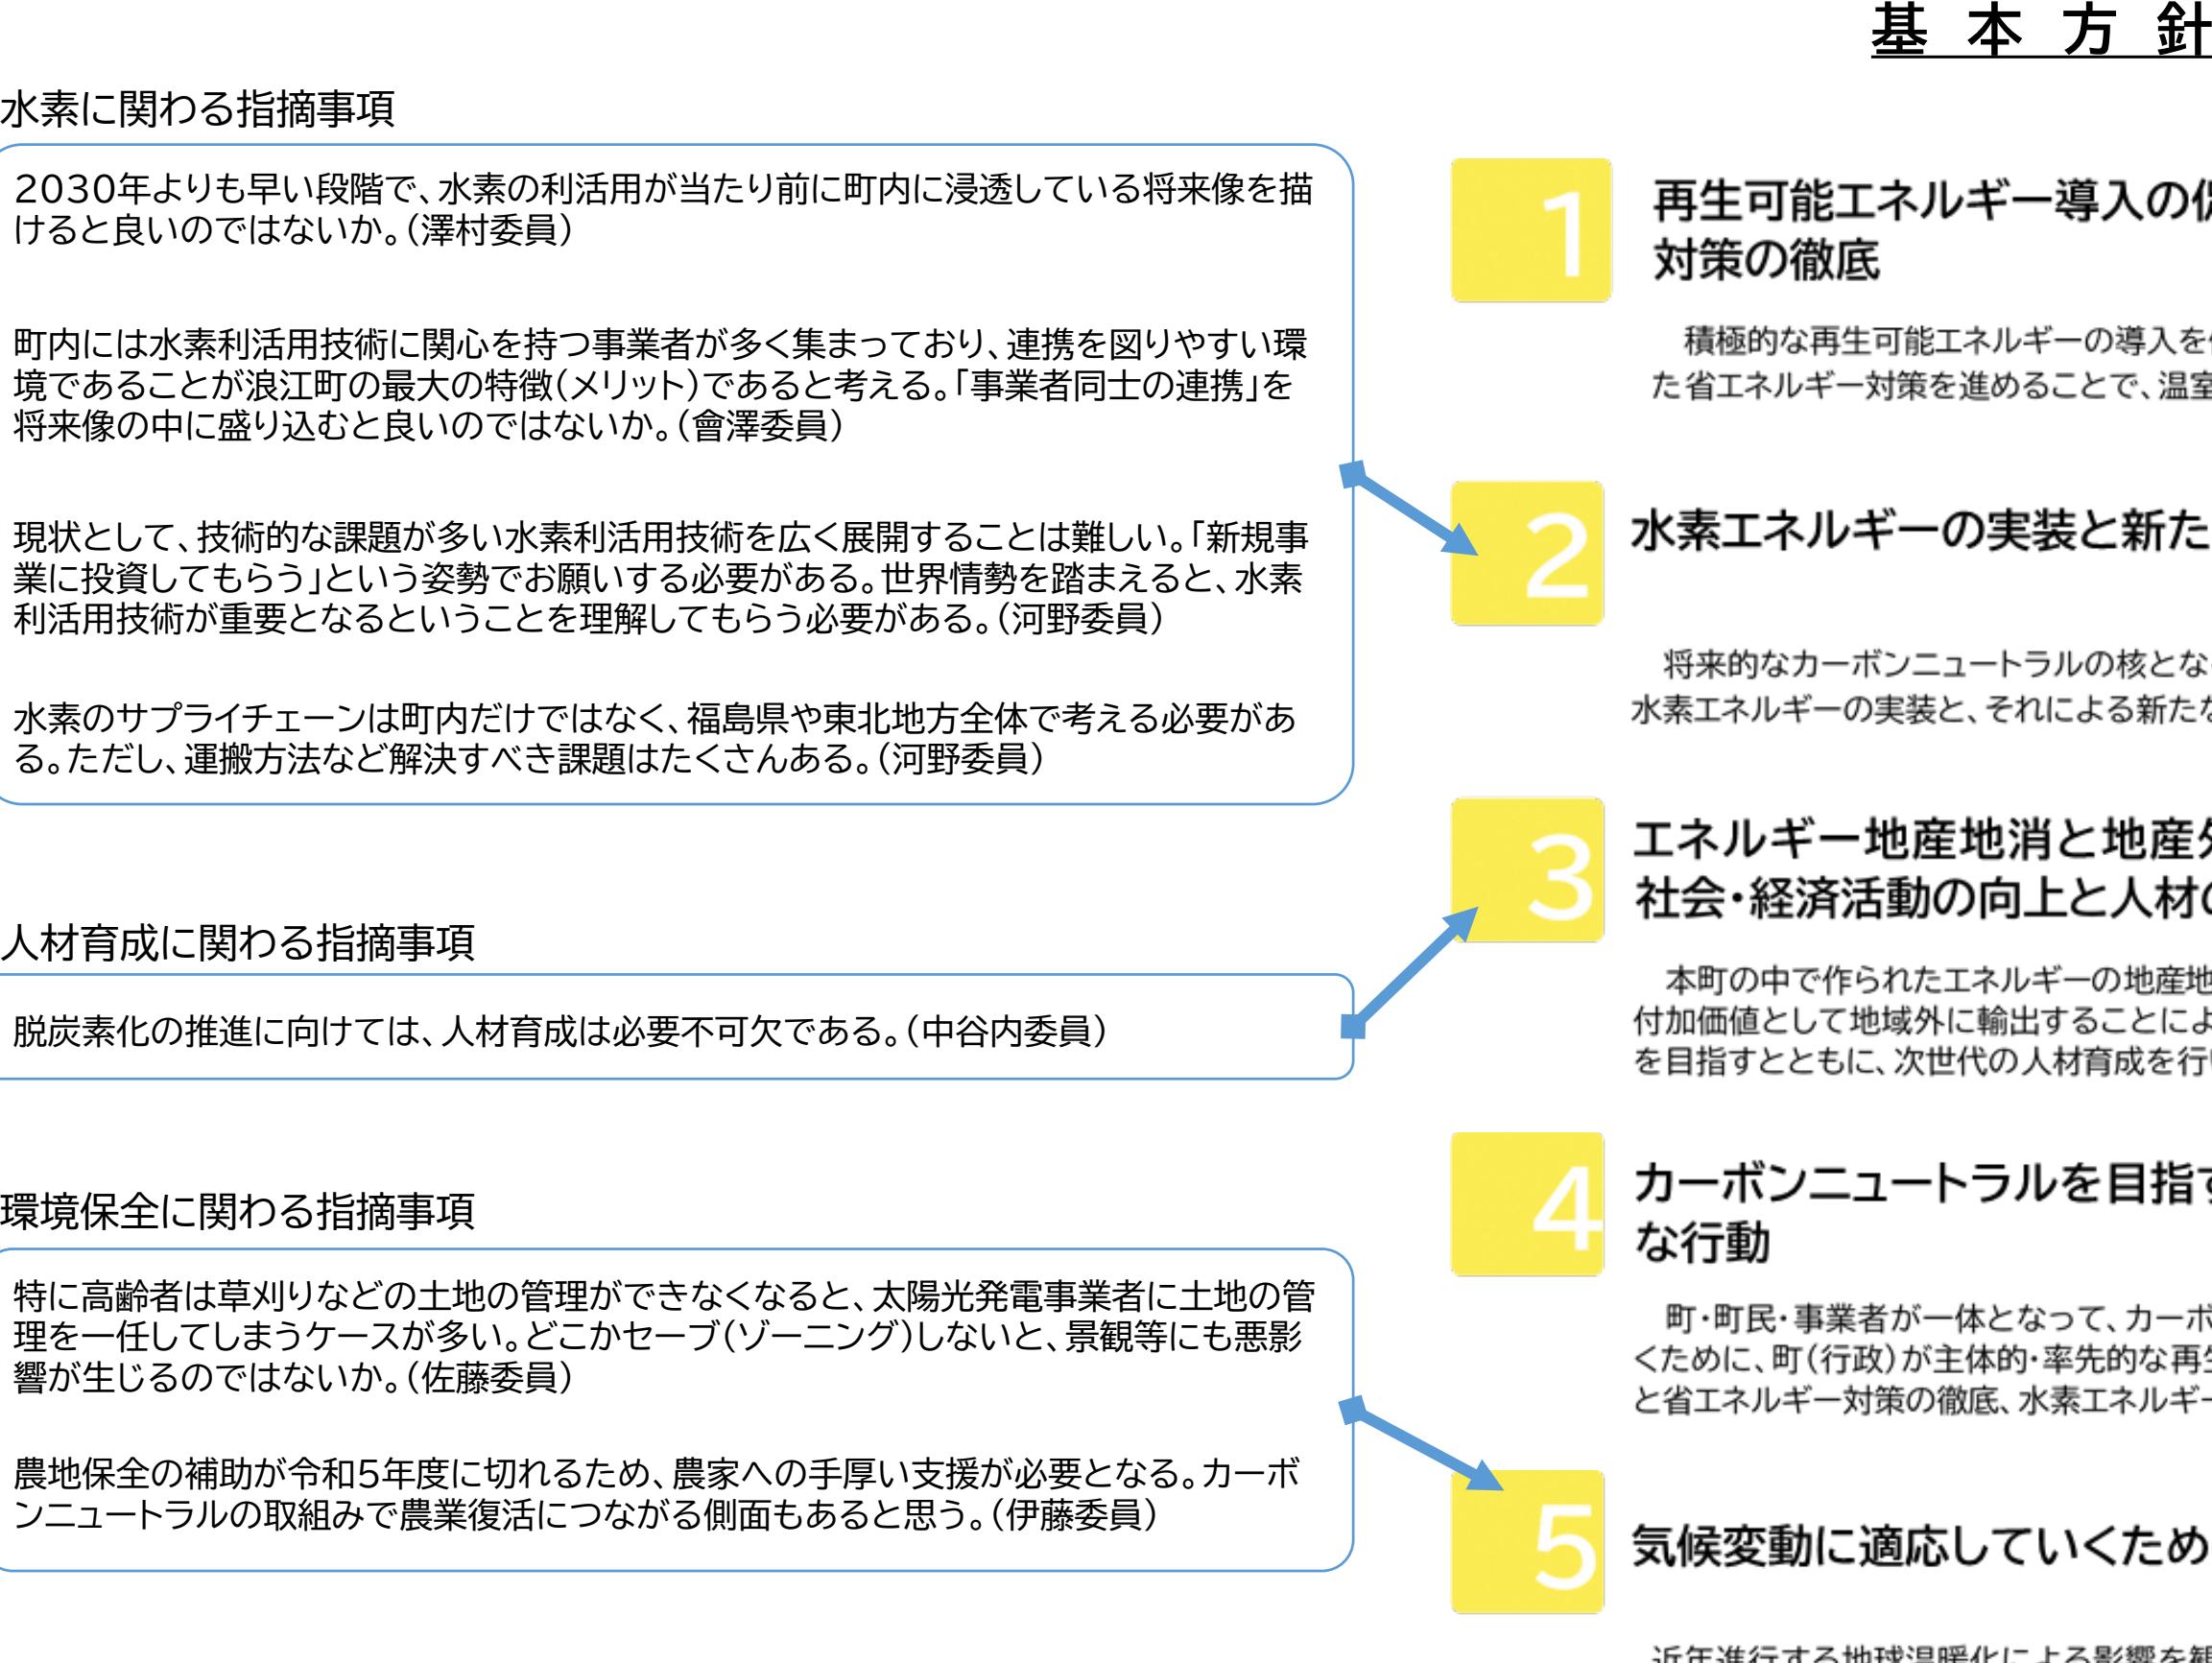 基本方針
水素に関わる指摘事項
2030年よりも早い段階で、水素の利活用が当たり前に町内に浸透している将来像を描
けると良いのではないか。（澤村委員）
町内には水素利活用技術に関心を持つ事業者が多く集まっており、連携を図りやすい環
境であることが浪江町の最大の特徴（メリット）であると考える。「事業者同士の連携」を
将来像の中に盛り込むと良いのではないか。（會澤委員）
現状として、技術的な課題が多い水素利活用技術を広く展開することは難しい。「新規事
業に投資してもらう」という姿勢でお願いする必要がある。世界情勢を踏まえると、水素
利活用技術が重要となるということを理解してもらう必要がある。（河野委員）
水素のサプライチェーンは町内だけではなく、福島県や東北地方全体で考える必要があ
る。ただし、運搬方法など解決すべき課題はたくさんある。（河野委員）
人材育成に関わる指摘事項
脱炭素化の推進に向けては、人材育成は必要不可欠である。（中谷内委員）
環境保全に関わる指摘事項
特に高齢者は草刈りなどの土地の管理ができなくなると、太陽光発電事業者に土地の管
理を一任してしまうケースが多い。どこかセーブ（ゾーニング）しないと、景観等にも悪影
響が生じるのではないか。（佐藤委員）
農地保全の補助が令和5年度に切れるため、農家への手厚い支援が必要となる。カーボ
ンニュートラルの取組みで農業復活につながる側面もあると思う。（伊藤委員）
1
再生可能エネルギー導入の
対策の徹底
積極的な再生可能エネルギーの導入を
た省エネルギー対策を進めることで、温室
2
水素エネルギーの実装と新た
将来的なカーボンニュートラルの核とな
水素エネルギーの実装と、それによる新たな
3
エネルギー地産地消と地産
社会・経済活動の向上と人材の
本町の中で作られたエネルギーの地産地
付加価値として地域外に輸出することによ
を目指すとともに、次世代の人材育成を行い
4
カーボンニュートラルを目指す
な行動
町・町民・事業者が一体となって、カーボ
くために、町（行政）が主体的・率先的な再生
と省エネルギー対策の徹底、水素エネルギー
5
気候変動に適応していくため
近年進行する地球温暖化による影響を